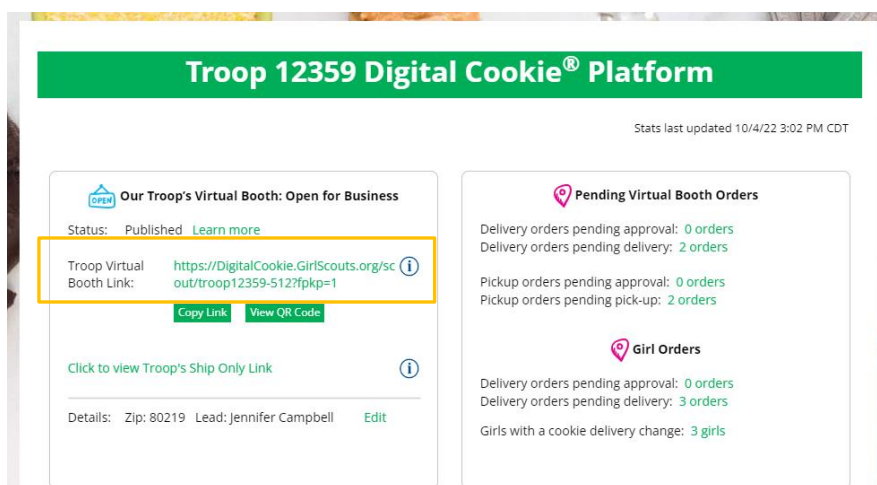 Troop 12359 Digital Cookie® Platform
Stats last updated 10/4/22 3:02 PM CDT
OPEN Our Troop's Virtual Booth: Open for Business
Status: Published Learn more
Troop Virtual Booth Link:
https://DigitalCookie.GirlScouts.org/sc
out/troop12359-512?fpkp=1
Copy Link View QR Code
Click to view Troop's Ship Only Link
Details: Zip: 80219 Lead: Jennifer Campbell Edit
Pending Virtual Booth Orders
Delivery orders pending approval: 0 orders
Delivery orders pending delivery: 2 orders
Pickup orders pending approval: 0 orders
Pickup orders pending pick-up: 2 orders
Girl Orders
Delivery orders pending approval: 0 orders
Delivery orders pending delivery: 3 orders
Girls with a cookie delivery change: 3 girls